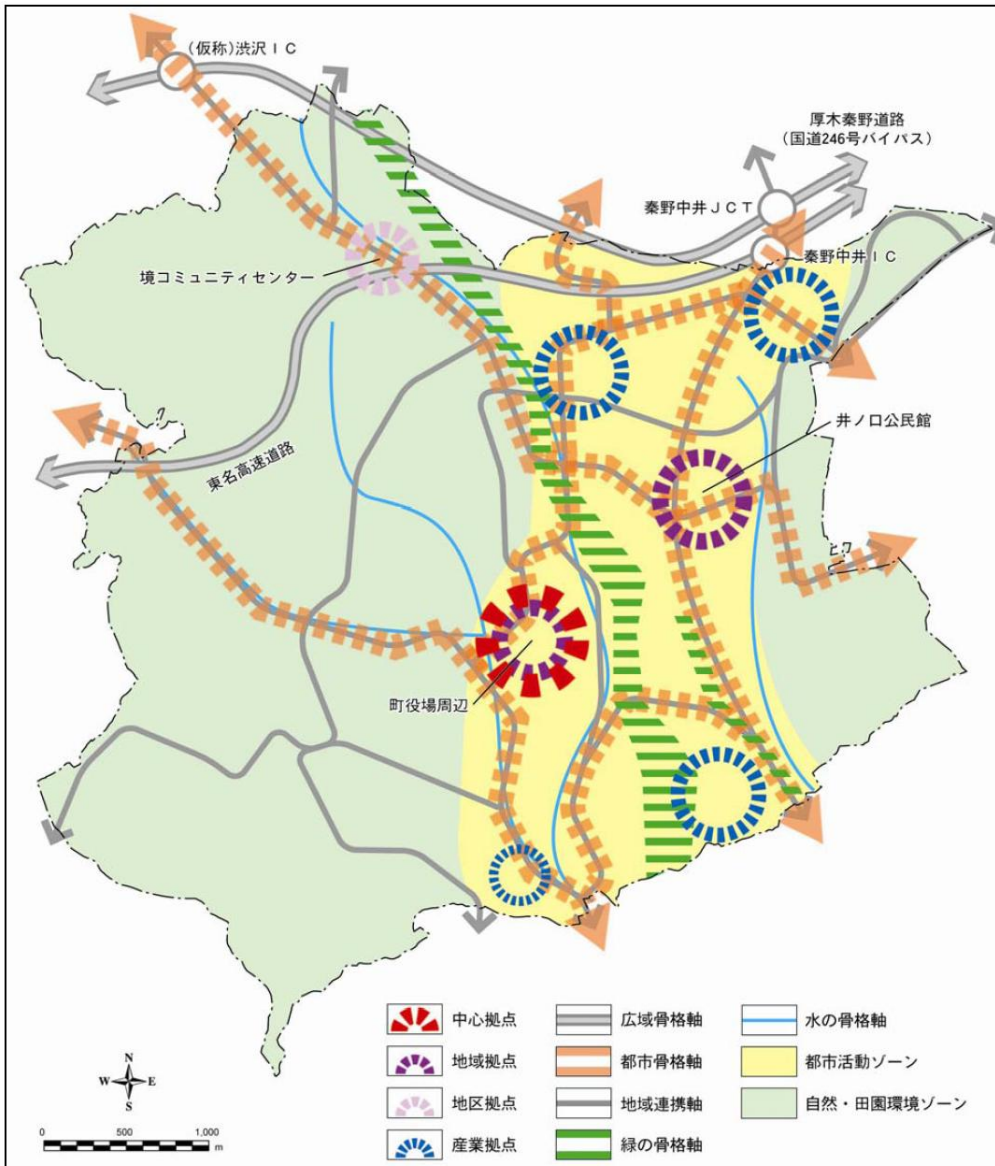 (仮称)渋沢IC
厚木秦野道路
(国道246号バイパス)
秦野中井JCT
秦野中井IC
境コミュニティセンター
井ノ口公民館
東名高速道路
町役場周辺
中心拠点
広域骨格軸
水の骨格軸
地域拠点
都市骨格軸
都市活動ゾーン
地区拠点
地域連携軸
自然・田園環境ゾーン
産業拠点
緑の骨格軸
N
W E
S
0 500 1,000
m